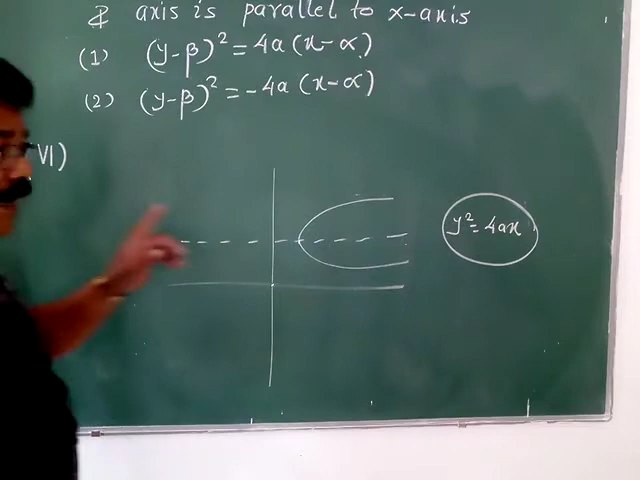 & axis is parallel to x-axis
(1) (y-β)² = 4a (x-α)
(2) (y-β)² = -4a (x-α)
VI)
y² = 4ax